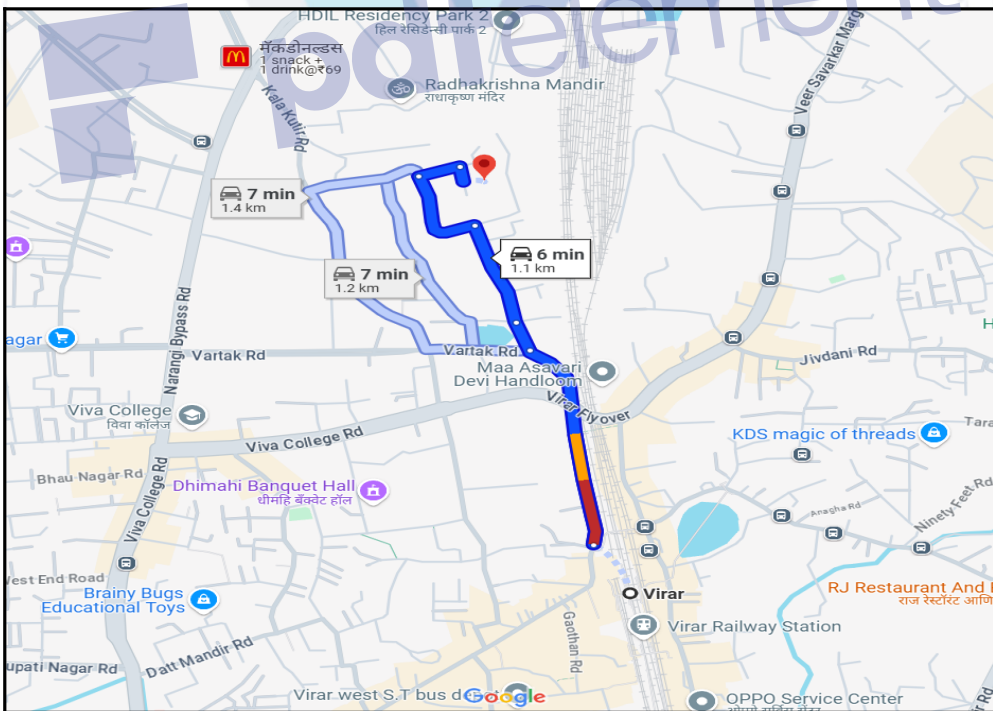 HDIL Residency Park 2
हिल रेसिडेन्सी पार्क 2
मॅकडोनल्डस
1 snack +
1 drink@₹69
Radhakrishna Mandir
राधाकृष्ण मंदिर
Veer Savarkar Marg
Kala Kutir Rd
7 min
1.4 km
6 min
1.1 km
7 min
1.2 km
Narangi Bypass Rd
agar
Vartak Rd
Vartak Rd
Jivdani Rd
Maa Asavari
Devi Handloom
Virar Flyover
Viva College
विवा कॉलेज
Viva College Rd
KDS magic of threads
Tara
Bhau Nagar Rd
Dhimahi Banquet Hall
धीमहि बँक्वेट हॉल
Viva College Rd
Anagha Rd
Ninety Feet Rd
West End Road
Brainy Bugs
Educational Toys
Virar
RJ Restaurant And
राज रेस्टॉरंट आणि
Virar Railway Station
Gaothan Rd
Datt Mandir Rd
upati Nagar Rd
Virar west S.T bus
Google
OPPO Service Center